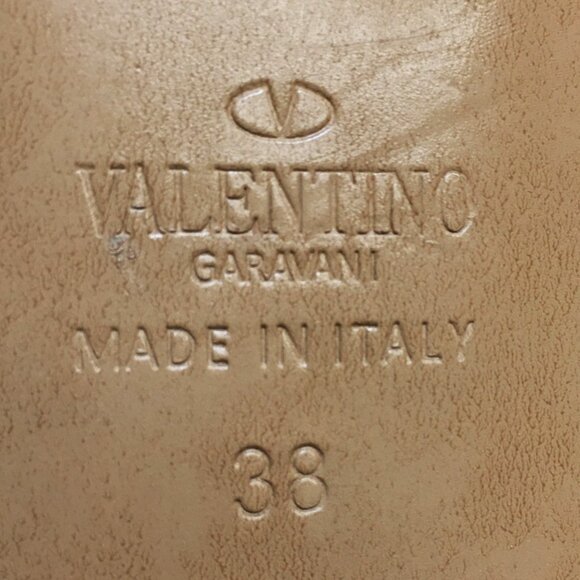 V
VALENTINO
GARAVANI
MADE IN ITALY
38